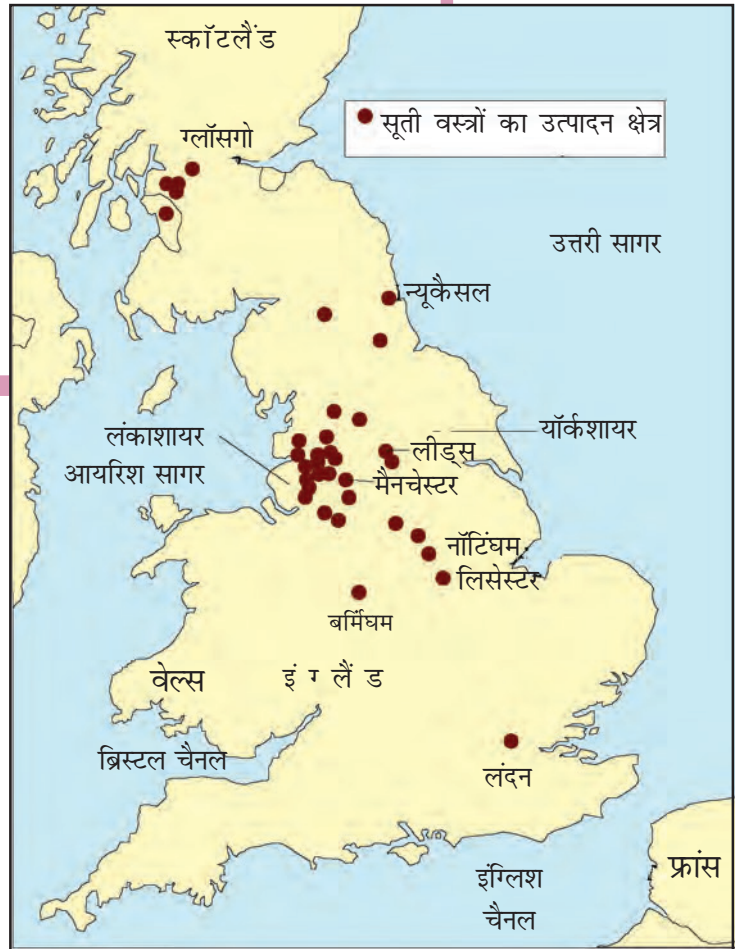 स्कॉटलैंड
सूती वस्त्रों का उत्पादन क्षेत्र
ग्लॉसगो
उत्तरी सागर
न्यूकैसल
लंकाशायर
यॉर्कशायर
लीड्स
आयरिश सागर
मैनचेस्टर
नॉटिंघम
लिसेस्टर
बर्मिंघम
वेल्स
इंग्लैंड
ब्रिस्टल चैनल
लंदन
फ्रांस
इंग्लिश
चैनल